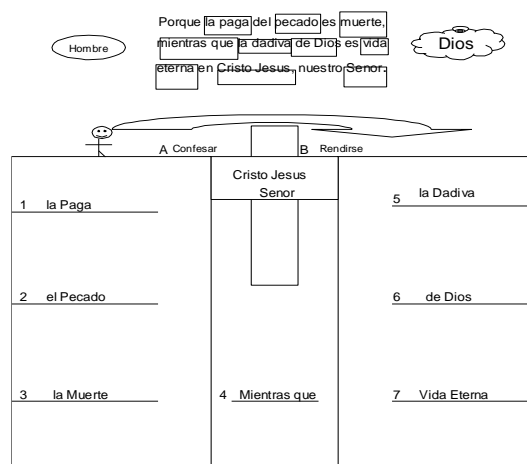 Porque la paga del pecado es muerte,
mientras que la dadiva de Dios es vida
eterna en Cristo Jesus, nuestro Senor.
Hombre
Dios
A Confesar
B Rendirse
Cristo Jesus
Senor
1 la Paga
5 la Dadiva
2 el Pecado
6 de Dios
3 la Muerte
4 Mientras que
7 Vida Eterna